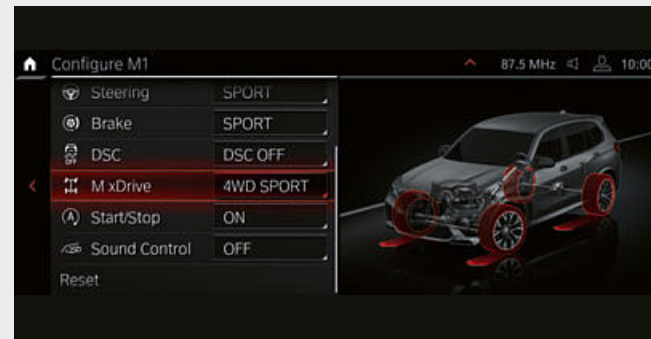 Configure M1
87.5 MHz
10:00
Steering SPORT
Brake SPORT
DSC DSC OFF
M xDrive 4WD SPORT
Start/Stop ON
Sound Control OFF
Reset